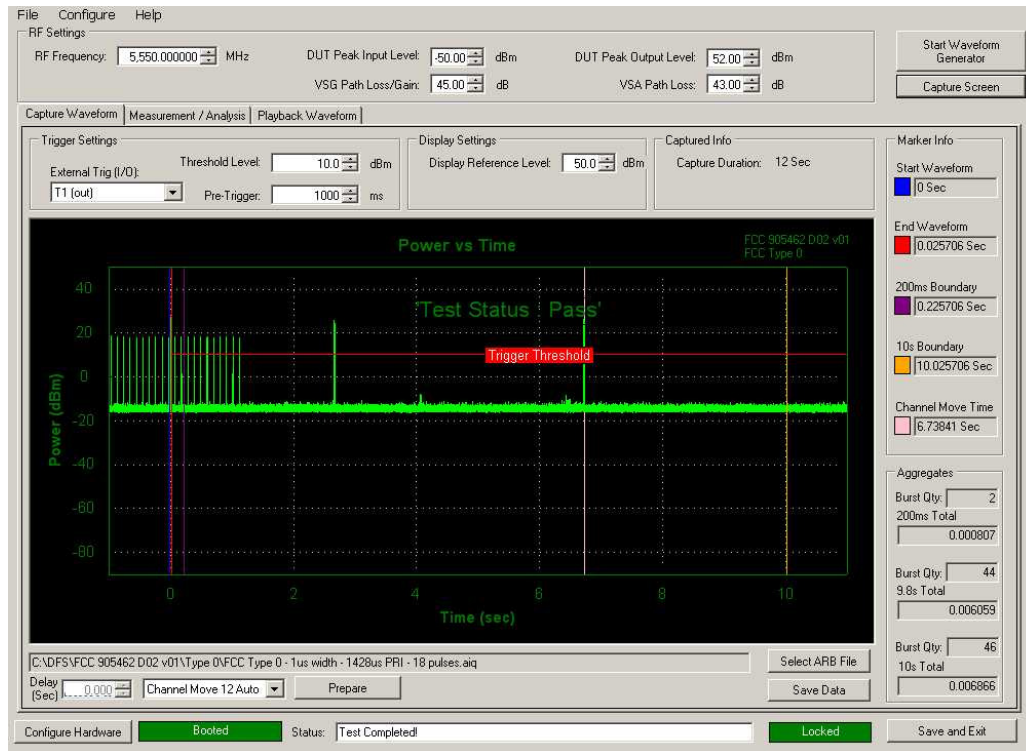 File Configure Help
RF Settings
RF Frequency: 5,550.000000 MHz
DUT Peak Input Level: -50.00 dBm
DUT Peak Output Level: 52.00 dBm
VSG Path Loss/Gain: 45.00 dB
VSA Path Loss: 43.00 dB
Start Waveform
Generator
Capture Screen
Capture Waveform Measurement / Analysis Playback Waveform
Trigger Settings
External Trig (I/O):
T1 (out)
Threshold Level: 10.0 dBm
Pre-Trigger: 1000 ms
Display Settings
Display Reference Level: 50.0 dBm
Captured Info
Capture Duration: 12 Sec
Marker Info
Start Waveform
0 Sec
End Waveform
0.025706 Sec
200ms Boundary
0.225706 Sec
10s Boundary
10.025706 Sec
Channel Move Time
6.73841 Sec
Power vs Time
FCC 905462 D02 v01
FCC Type 0
'Test Status : Pass'
Trigger Threshold
Power (dBm)
40
20
0
-20
-40
-60
-80
0 2 4 6 8 10
Time (sec)
Aggregates
Burst Qty: 2
200ms Total
0.000807
Burst Qty: 44
9.8s Total
0.006059
Burst Qty: 46
10s Total
0.006866
C:\DFS\FCC 905462 D02 v01\Type 0\FCC Type 0 - 1us width - 1428us PRI - 18 pulses.aiq
Select ARB File
Delay
(Sec) 0.000 Channel Move 12 Auto Prepare
Save Data
Configure Hardware Booted Status: Test Completed! Locked Save and Exit